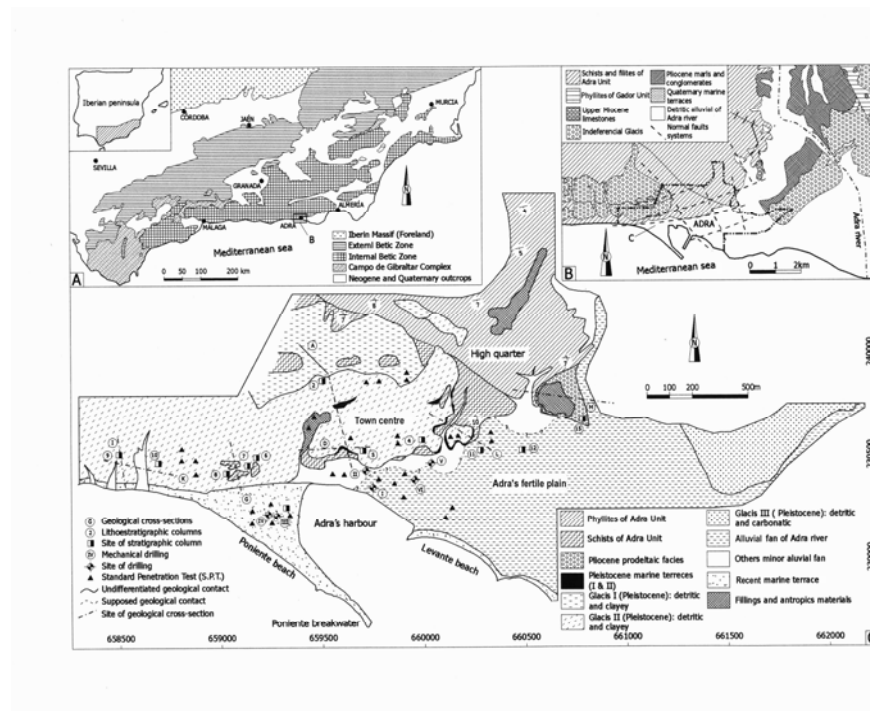 Iberian peninsula
CÓRDOBA
JAÉN
MURCIA
SEVILLA
GRANADA
ALMERÍA
MÁLAGA
ADRA
B
N
Mediterranean sea
0 50 100 200 km
A
Iberin Massif (Foreland)
Externl Betic Zone
Internal Betic Zone
Campo de Gibraltar Complex
Neogene and Quaternary outcrops
Schists and filites of
Adra Unit
Phyllites of Gador Unit
Upper Miocene
limestones
Indeferencial Glacis
Pliocene marls and
conglomerates
Quaternary marine
terraces
Detritic alluvial of
Adra river
Normal faults
systems
ADRA
C
Adra river
N
B
Mediterranean sea
0 1 2km
High quarter
N
0 100 200 500m
Town centre
Adra's fertile plain
Adra's harbour
Poniente beach
Levante beach
Poniente breakwater
Geological cross-sections
Lithoestratigraphic columns
Site of stratigraphic column
Mechanical drilling
Site of drilling
Standard Penetration Test (S.P.T.)
Undifferentiated geological contact
Supposed geological contact
Site of geological cross-section
Phyllites of Adra Unit
Schists of Adra Unit
Pliocene prodeltaic facies
Pleistocene marine terreces
(I & II)
Glacis I (Pleistocene): detritic
and clayey
Glacis II (Pleistocene): detritic
and clayey
Glacis III ( Pleistocene): detritic
and carbonatic
Alluvial fan of Adra river
Others minor alluvial fan
Recent marine terrace
Fillings and antropics materials
658500 659000 659500 660000 660500 661000 661500 662000